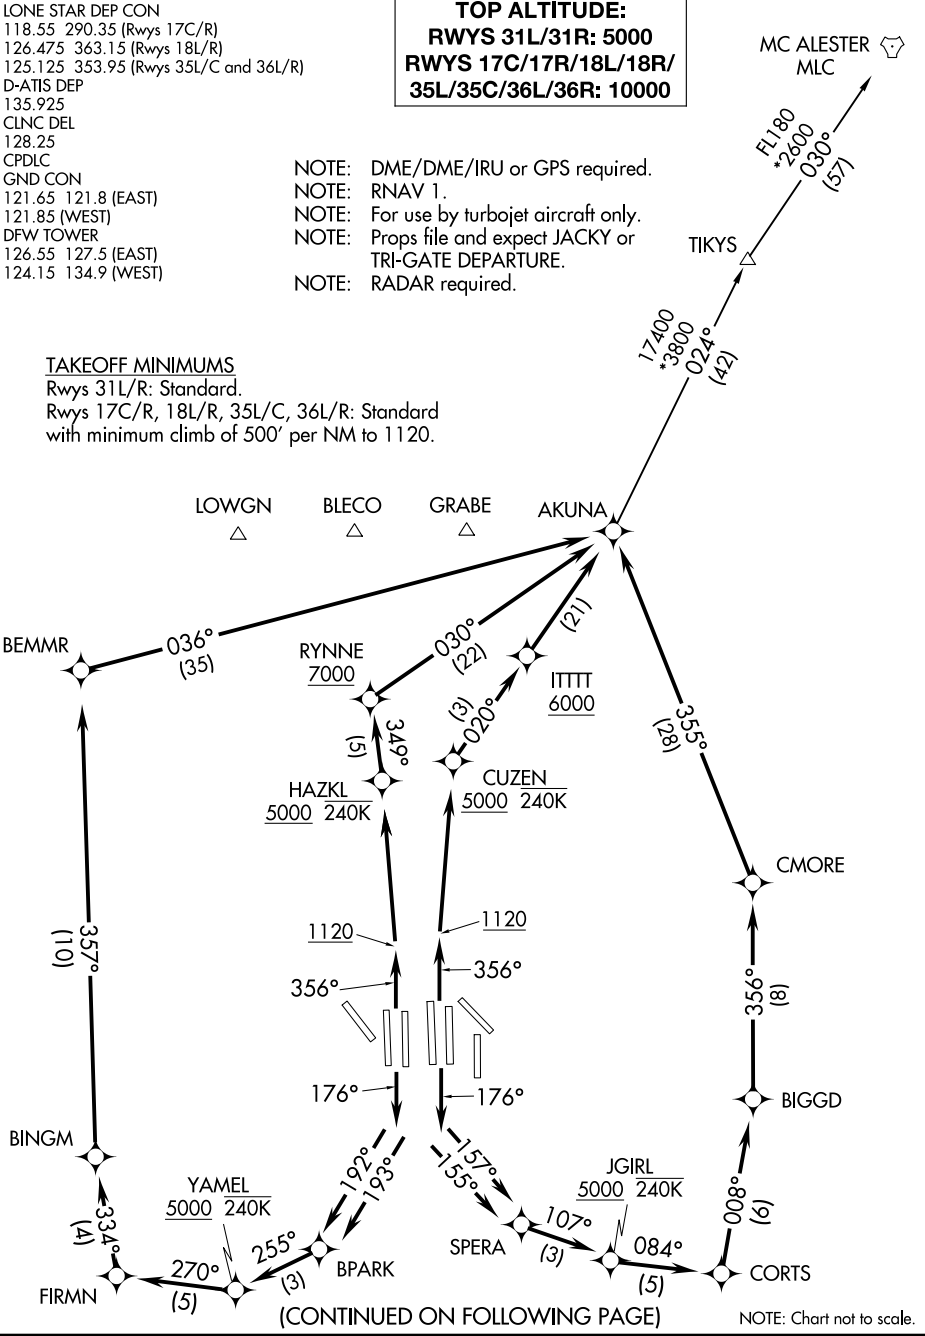 LONE STAR DEP CON
118.55 290.35 (Rwys 17C/R)
126.475 363.15 (Rwys 18L/R)
125.125 353.95 (Rwys 35L/C and 36L/R)
D-ATIS DEP
135.925
CLNC DEL
128.25
CPDLC
GND CON
121.65 121.8 (EAST)
121.85 (WEST)
DFW TOWER
126.55 127.5 (EAST)
124.15 134.9 (WEST)
TOP ALTITUDE:
RWYS 31L/31R: 5000
RWYS 17C/17R/18L/18R/
35L/35C/36L/36R: 10000
MC ALESTER
MLC
FL180
*2600
030°
(57)
NOTE: DME/DME/IRU or GPS required.
NOTE: RNAV 1.
NOTE: For use by turbojet aircraft only.
NOTE: Props file and expect JACKY or
TRI-GATE DEPARTURE.
NOTE: RADAR required.
TIKYS
17400
*3800
024°
(42)
TAKEOFF MINIMUMS
Rwys 31L/R: Standard.
Rwys 17C/R, 18L/R, 35L/C, 36L/R: Standard
with minimum climb of 500' per NM to 1120.
LOWGN
BLECO
GRABE
AKUNA
BEMMR
036°
(35)
RYNNE
7000
030°
(22)
(21)
ITTTT
6000
(3)
020°
349°
(5)
355°
(28)
HAZKL
5000 240K
CUZEN
5000 240K
CMORE
1120
1120
357°
(10)
356°
356°
356°
(8)
176°
176°
BIGGD
BINGM
192°
193°
157°
155°
JGIRL
5000 240K
YAMEL
5000 240K
334°
(4)
008°
(6)
255°
(3)
BPARK
SPERA
107°
(3)
084°
(5)
CORTS
FIRMN
270°
(5)
(CONTINUED ON FOLLOWING PAGE)
NOTE: Chart not to scale.